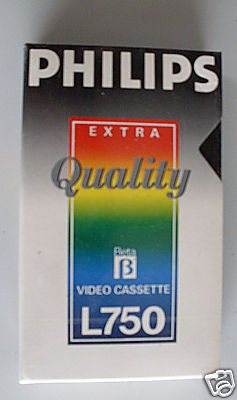 PHILIPS
EXTRA
Quality
Beta
B
VIDEO CASSETTE
L750